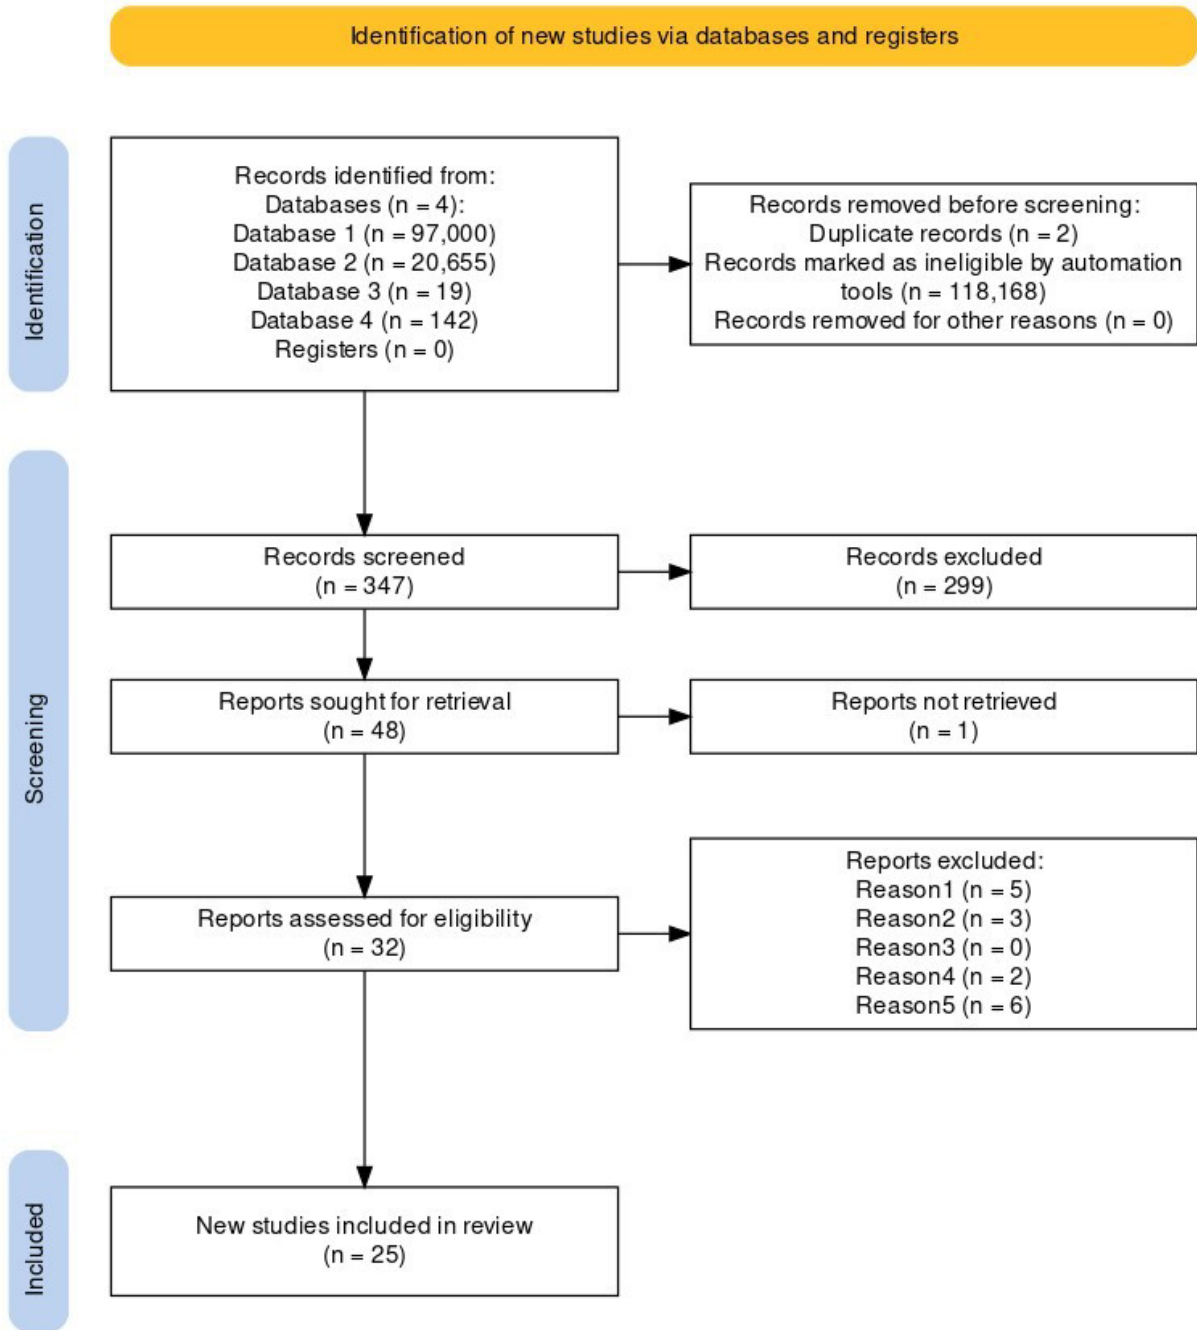 Identification of new studies via databases and registers
Identification
Records identified from:
Databases (n = 4):
Database 1 (n = 97,000)
Database 2 (n = 20,655)
Database 3 (n = 19)
Database 4 (n = 142)
Registers (n = 0)
Records removed before screening:
Duplicate records (n = 2)
Records marked as ineligible by automation
tools (n = 118,168)
Records removed for other reasons (n = 0)
Screening
Records screened
(n = 347)
Records excluded
(n = 299)
Reports sought for retrieval
(n = 48)
Reports not retrieved
(n = 1)
Reports assessed for eligibility
(n = 32)
Reports excluded:
Reason1 (n = 5)
Reason2 (n = 3)
Reason3 (n = 0)
Reason4 (n = 2)
Reason5 (n = 6)
Included
New studies included in review
(n = 25)